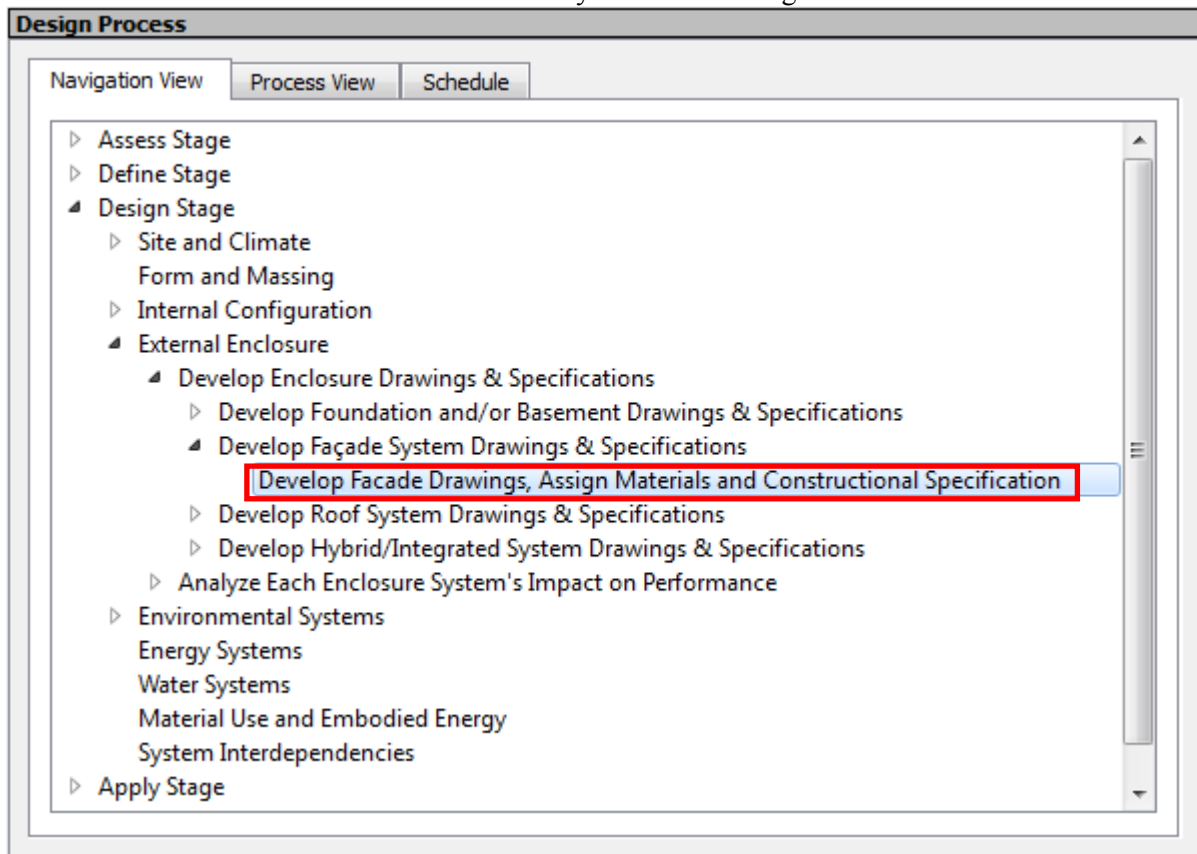 Design Process
Navigation View Process View Schedule
Assess Stage
Define Stage
Design Stage
Site and Climate
Form and Massing
Internal Configuration
External Enclosure
Develop Enclosure Drawings & Specifications
Develop Foundation and/or Basement Drawings & Specifications
Develop Façade System Drawings & Specifications
Develop Facade Drawings, Assign Materials and Constructional Specification
Develop Roof System Drawings & Specifications
Develop Hybrid/Integrated System Drawings & Specifications
Analyze Each Enclosure System's Impact on Performance
Environmental Systems
Energy Systems
Water Systems
Material Use and Embodied Energy
System Interdependencies
Apply Stage